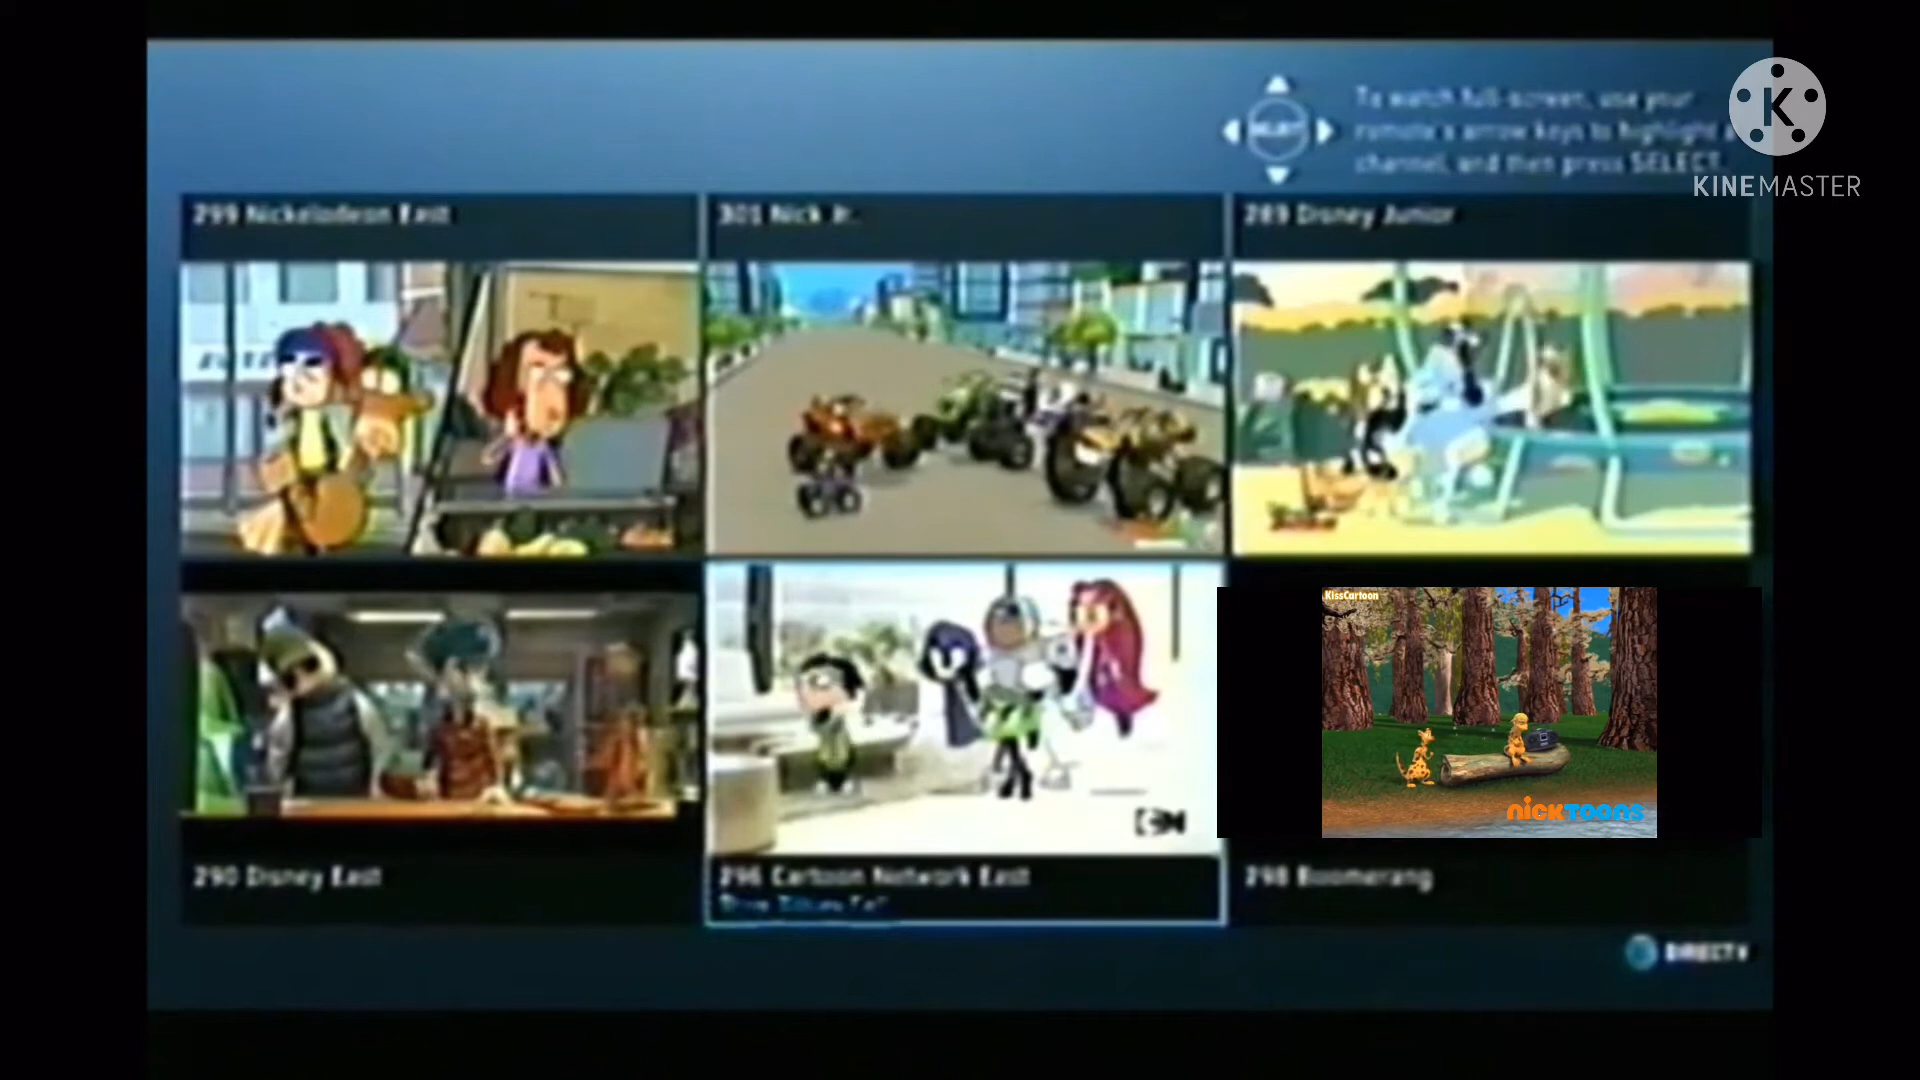 To watch full-screen, use your
remote's arrow keys to highlight a
channel, and then press SELECT.
SELECT
KINEMASTER
299 Nickelodeon East
301 Nick Jr.
289 Disney Junior
KissCartoon
nickTOONS
CN
290 Disney East
296 Cartoon Network East
298 Boomerang
DIRECTV